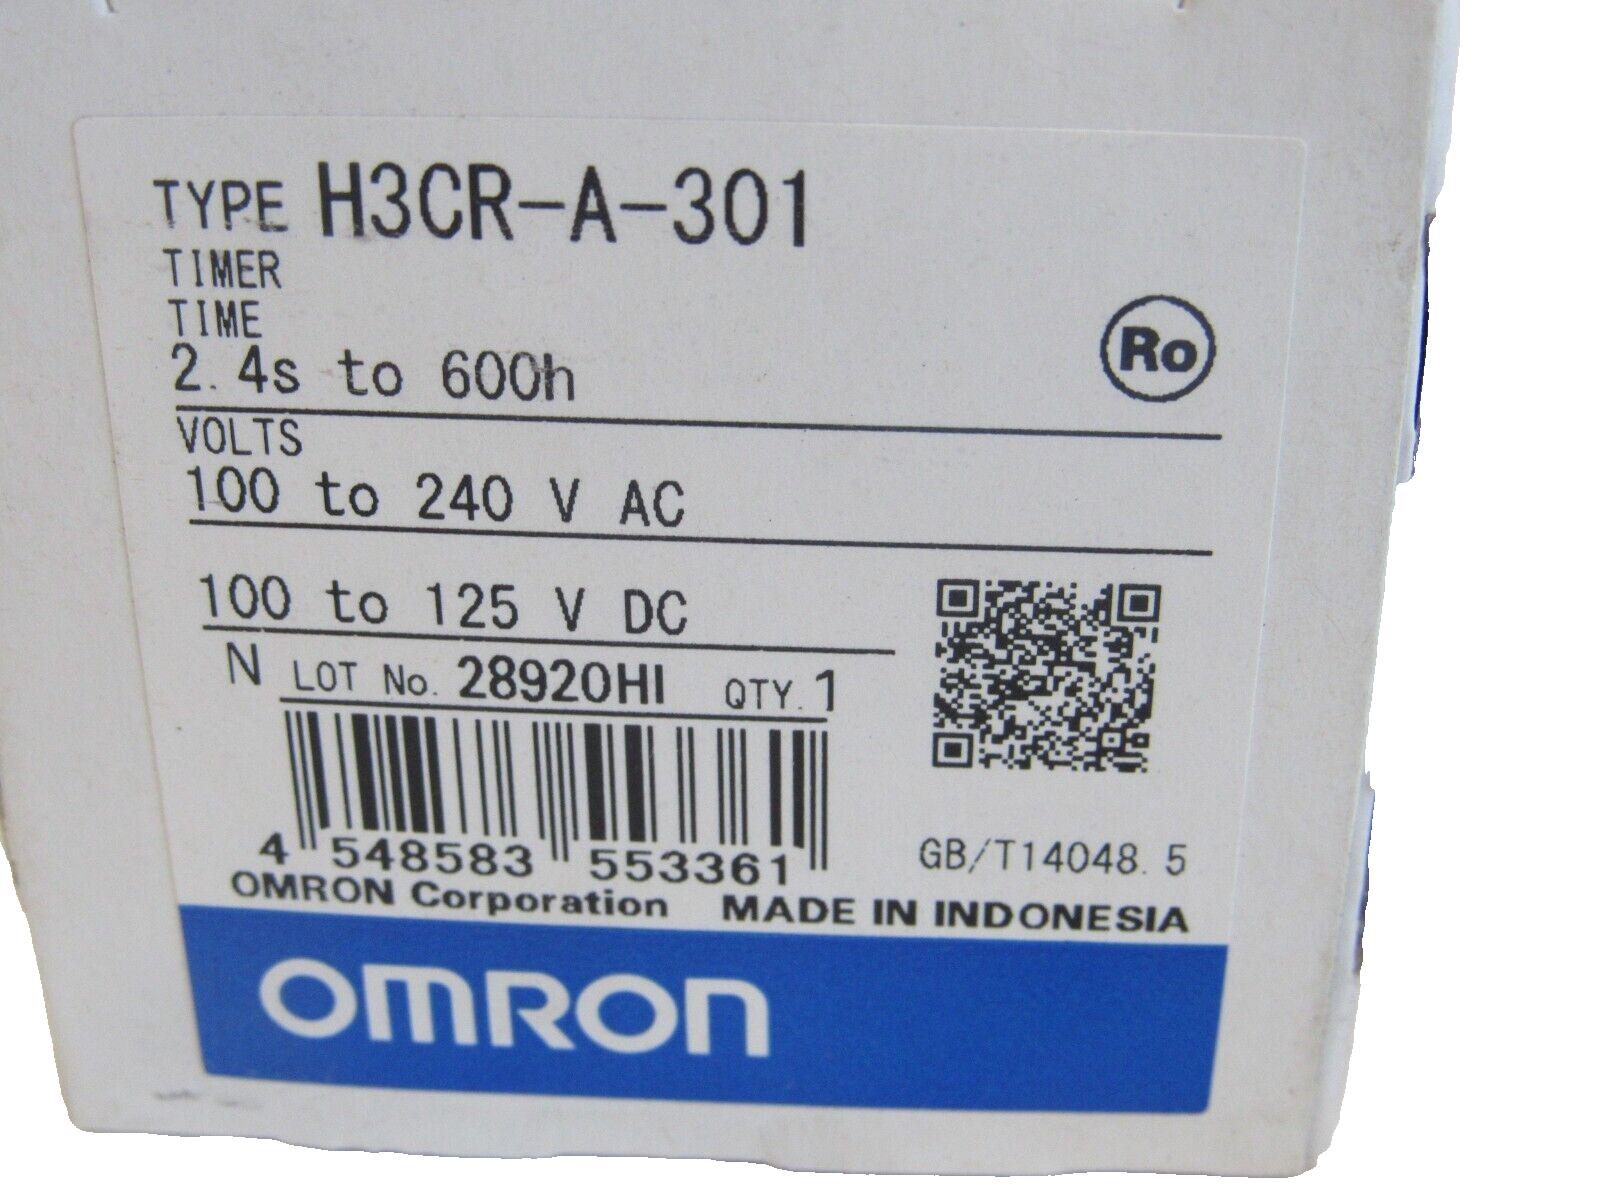 TYPE H3CR-A-301
TIMER
TIME
2.4s to 600h
Ro
VOLTS
100 to 240 V AC
100 to 125 V DC
N LOT No. 28920HI QTY. 1
4 548583 553361
GB/T14048.5
OMRON Corporation MADE IN INDONESIA
OMRON